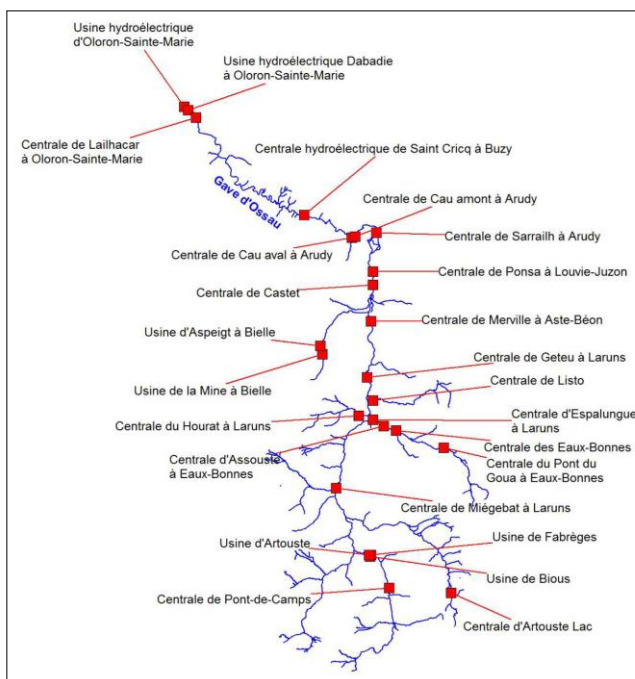 Usine hydroélectrique
d'Oloron-Sainte-Marie
Usine hydroélectrique Dabadie
à Oloron-Sainte-Marie
Centrale de Lailhacar
à Oloron-Sainte-Marie
Centrale hydroélectrique de Saint Cricq à Buzy
Gave d'Ossau
Centrale de Cau amont à Arudy
Centrale de Cau aval à Arudy
Centrale de Sarrailh à Arudy
Centrale de Ponsa à Louvie-Juzon
Centrale de Castet
Centrale de Merville à Aste-Béon
Usine d'Aspeigt à Bielle
Centrale de Geteu à Laruns
Usine de la Mine à Bielle
Centrale de Listo
Centrale d'Espalungue
à Laruns
Centrale du Hourat à Laruns
Centrale des Eaux-Bonnes
Centrale d'Assouste
à Eaux-Bonnes
Centrale du Pont du
Goua à Eaux-Bonnes
Centrale de Miégebat à Laruns
Usine d'Artouste
Usine de Fabrèges
Usine de Bious
Centrale de Pont-de-Camps
Centrale d'Artouste Lac